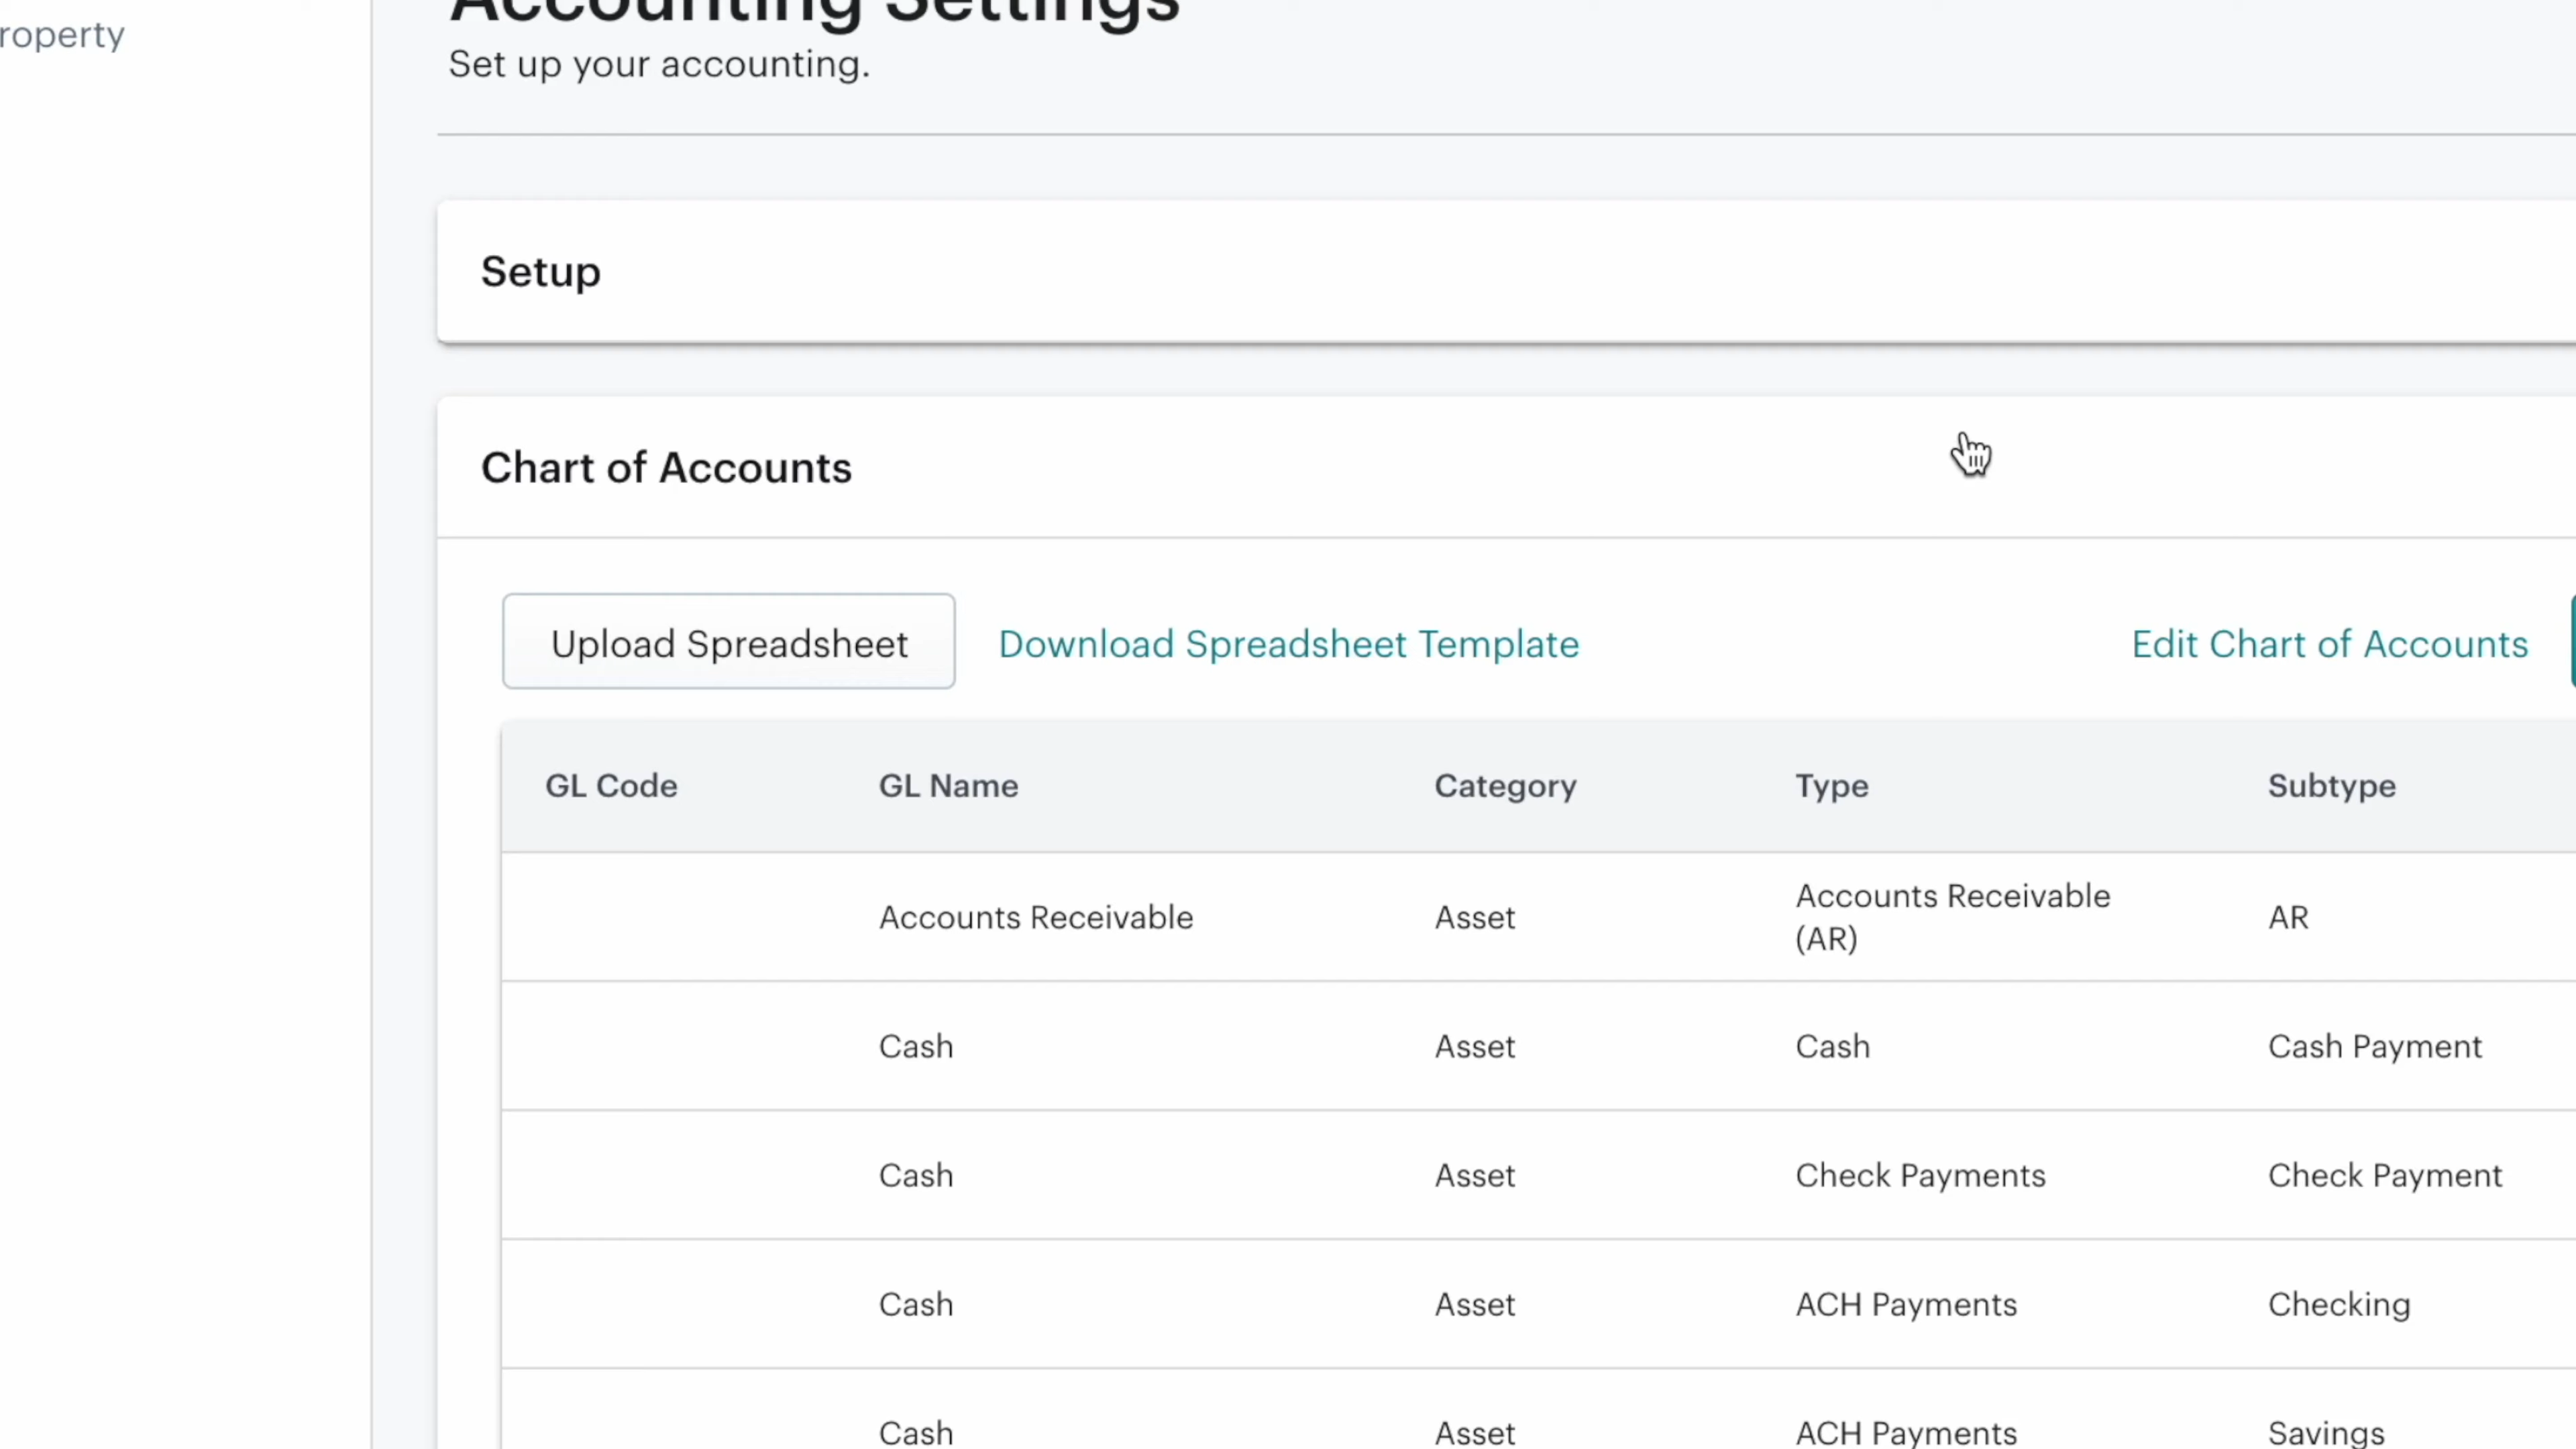 Accounting Settings
roperty
Set up your accounting.
Setup
Chart of Accounts
Upload Spreadsheet Download Spreadsheet Template Edit Chart of Accounts
GL Code GL Name Category Type Subtype
Accounts Receivable Asset Accounts Receivable (AR) AR
Cash Asset Cash Cash Payment
Cash Asset Check Payments Check Payment
Cash Asset ACH Payments Checking
Cash Asset ACH Payments Savings